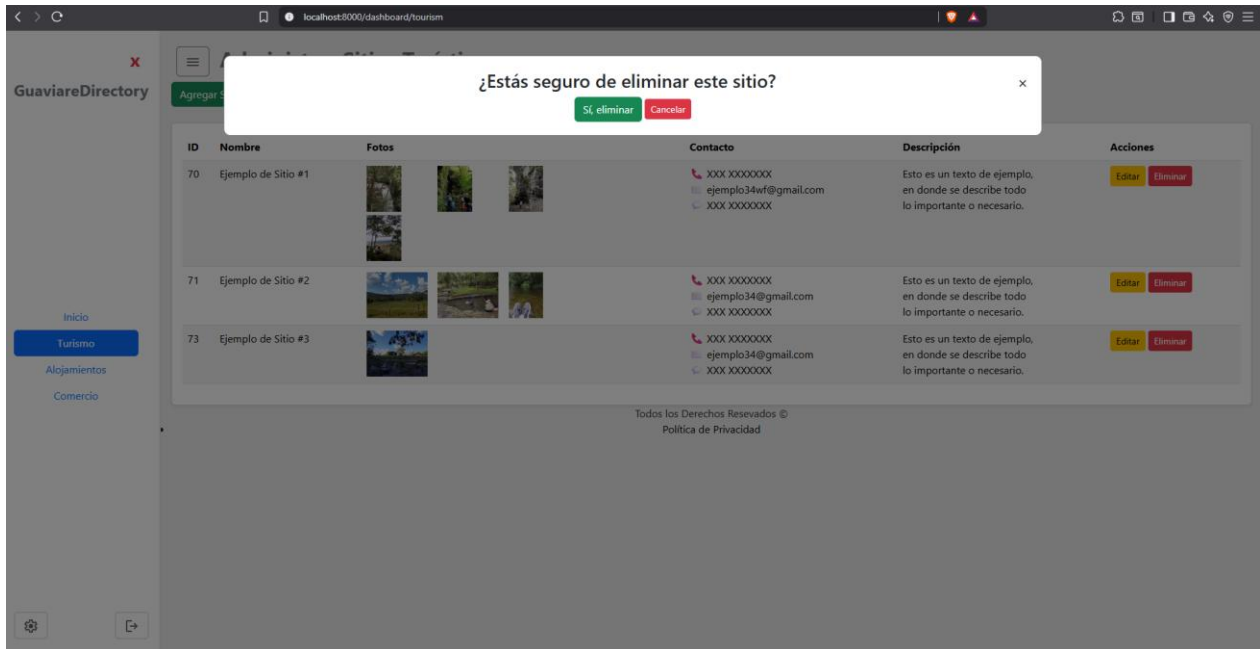 localhost:8000/dashboard/tourism
X
GuaviareDirectory
¿Estás seguro de eliminar este sitio?
×
Sí, eliminar Cancelar
Agregar
ID Nombre Fotos Contacto Descripción Acciones
70 Ejemplo de Sitio #1 XXX XXXXXXX Esto es un texto de ejemplo, Editar Eliminar
ejemplo34wf@gmail.com en donde se describe todo
XXX XXXXXXX lo importante o necesario.
71 Ejemplo de Sitio #2 XXX XXXXXXX Esto es un texto de ejemplo, Editar Eliminar
ejemplo34@gmail.com en donde se describe todo
XXX XXXXXXX lo importante o necesario.
73 Ejemplo de Sitio #3 XXX XXXXXXX Esto es un texto de ejemplo, Editar Eliminar
ejemplo34@gmail.com en donde se describe todo
XXX XXXXXXX lo importante o necesario.
Inicio
Turismo
Alojamientos
Comercio
Todos los Derechos Resevados ©
Política de Privacidad